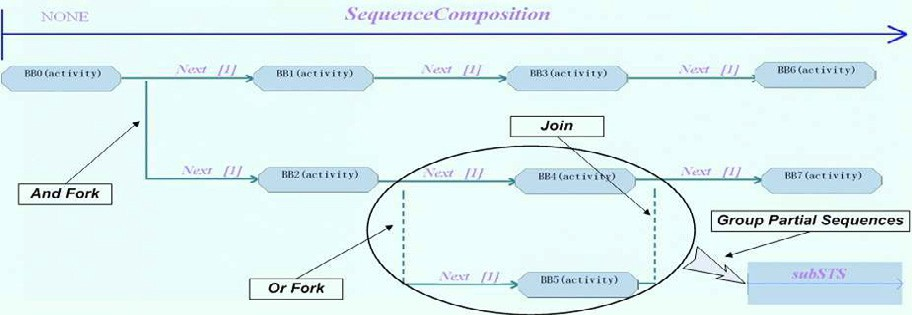 NONE
SequenceComposition
BB0(activity)
Next [1]
BB1(activity)
Next [1]
BB3(activity)
Next [1]
BB6(activity)
Join
And Fork
Next [1]
BB2(activity)
Next [1]
BB4(activity)
Next [1]
BB7(activity)
Group Partial Sequences
Or Fork
Next [1]
BB5(activity)
subSTS